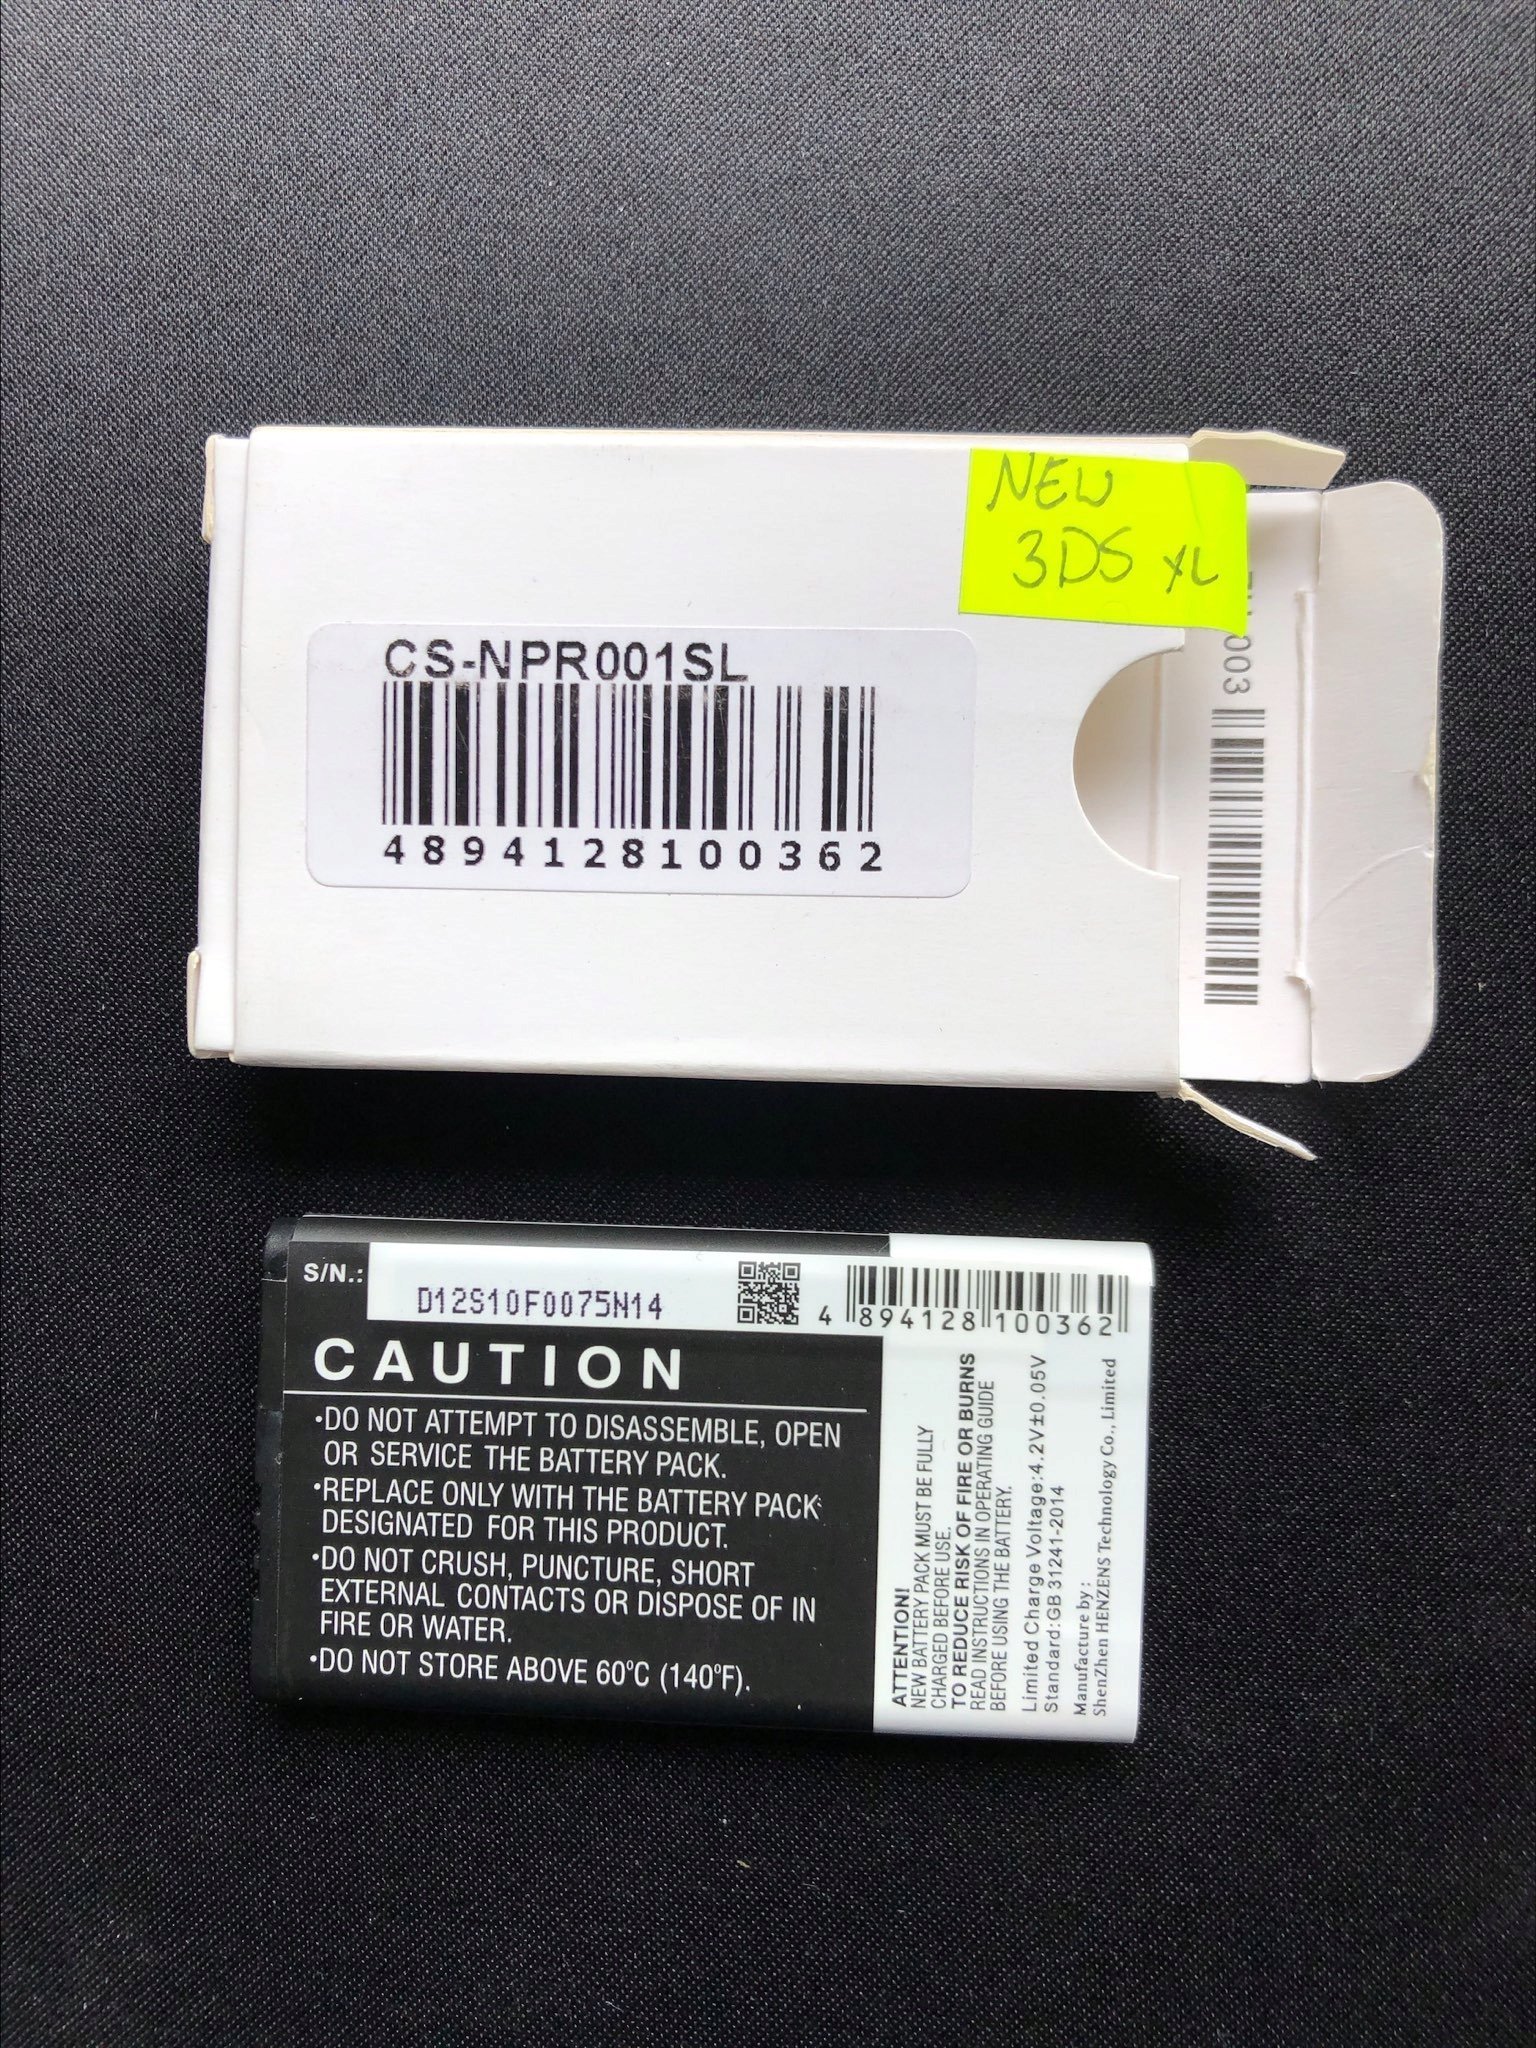 NEW
3DS XL
CS-NPR001SL
4894128100362
003
S/N.:
D12S10F0075N14
4 894128 100362
CAUTION
•DO NOT ATTEMPT TO DISASSEMBLE, OPEN
OR SERVICE THE BATTERY PACK.
•REPLACE ONLY WITH THE BATTERY PACK
DESIGNATED FOR THIS PRODUCT.
•DO NOT CRUSH, PUNCTURE, SHORT
EXTERNAL CONTACTS OR DISPOSE OF IN
FIRE OR WATER.
•DO NOT STORE ABOVE 60°C (140°F).
ATTENTION!
NEW BATTERY PACK MUST BE FULLY
CHARGED BEFORE USE.
TO REDUCE RISK OF FIRE OR BURNS
READ INSTRUCTIONS IN OPERATING GUIDE
BEFORE USING THE BATTERY.
Limited Charge Voltage:4.2V±0.05V
Standard:GB 31241-2014
Manufacture by:
ShenZhen HENZENS Technology Co., Limited